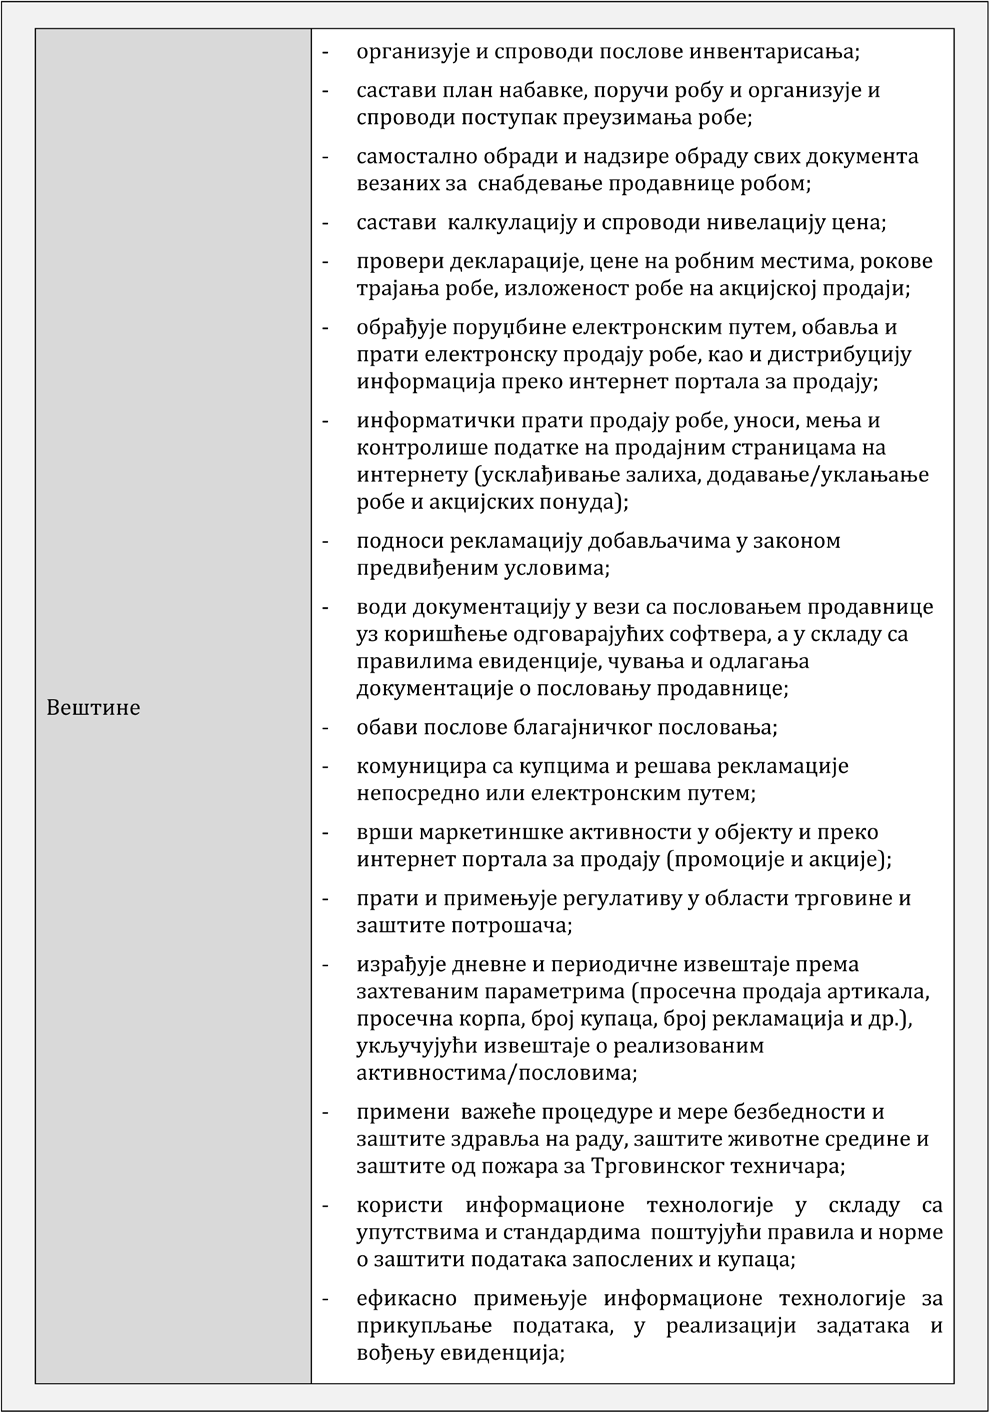 Вештине
- организује и спроводи послове инвентарисања;
- састави план набавке, поручи робу и организује и
спроводи поступак преузимања робе;
- самостално обради и надзире обраду свих документа
везаних за снабдевање продавнице робом;
- састави калкулацију и спроводи нивелацију цена;
- провери декларације, цене на робним местима, рокове
трајања робе, изложеност робе на акцијској продаји;
- обрађује поруџбине електронским путем, обавља и
прати електронску продају робе, као и дистрибуцију
информација преко интернет портала за продају;
- информатички прати продају робе, уноси, мења и
контролише податке на продајним страницама на
интернету (усклађивање залиха, додавање/уклањање
робе и акцијских понуда);
- подноси рекламацију добављачима у законом
предвиђеним условима;
- води документацију у вези са пословањем продавнице
уз коришћење одговарајућих софтвера, а у складу са
правилима евиденције, чувања и одлагања
документације о пословању продавнице;
- обави послове благајничког пословања;
- комуницира са купцима и решава рекламације
непосредно или електронским путем;
- врши маркетиншке активности у објекту и преко
интернет портала за продају (промоције и акције);
- прати и примењује регулативу у области трговине и
заштите потрошача;
- израђује дневне и периодичне извештаје према
захтеваним параметрима (просечна продаја артикала,
просечна корпа, број купаца, број рекламација и др.),
укључујући извештаје о реализованим
активностима/пословима;
- примени важеће процедуре и мере безбедности и
заштите здравља на раду, заштите животне средине и
заштите од пожара за Трговинског техничара;
- користи информационе технологије у складу са
упутствима и стандардима поштујући правила и норме
о заштити података запослених и купаца;
- ефикасно примењује информационе технологије за
прикупљање података, у реализацији задатака и
вођењу евиденција;